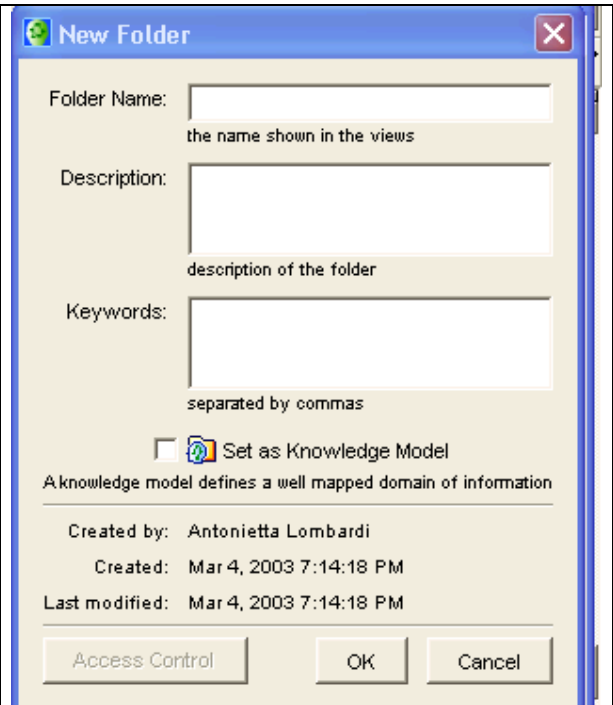 New Folder
Folder Name:
the name shown in the views
Description:
description of the folder
Keywords:
separated by commas
Set as Knowledge Model
A knowledge model defines a well mapped domain of information
Created by: Antonietta Lombardi
Created: Mar 4, 2003 7:14:18 PM
Last modified: Mar 4, 2003 7:14:18 PM
Access Control OK Cancel